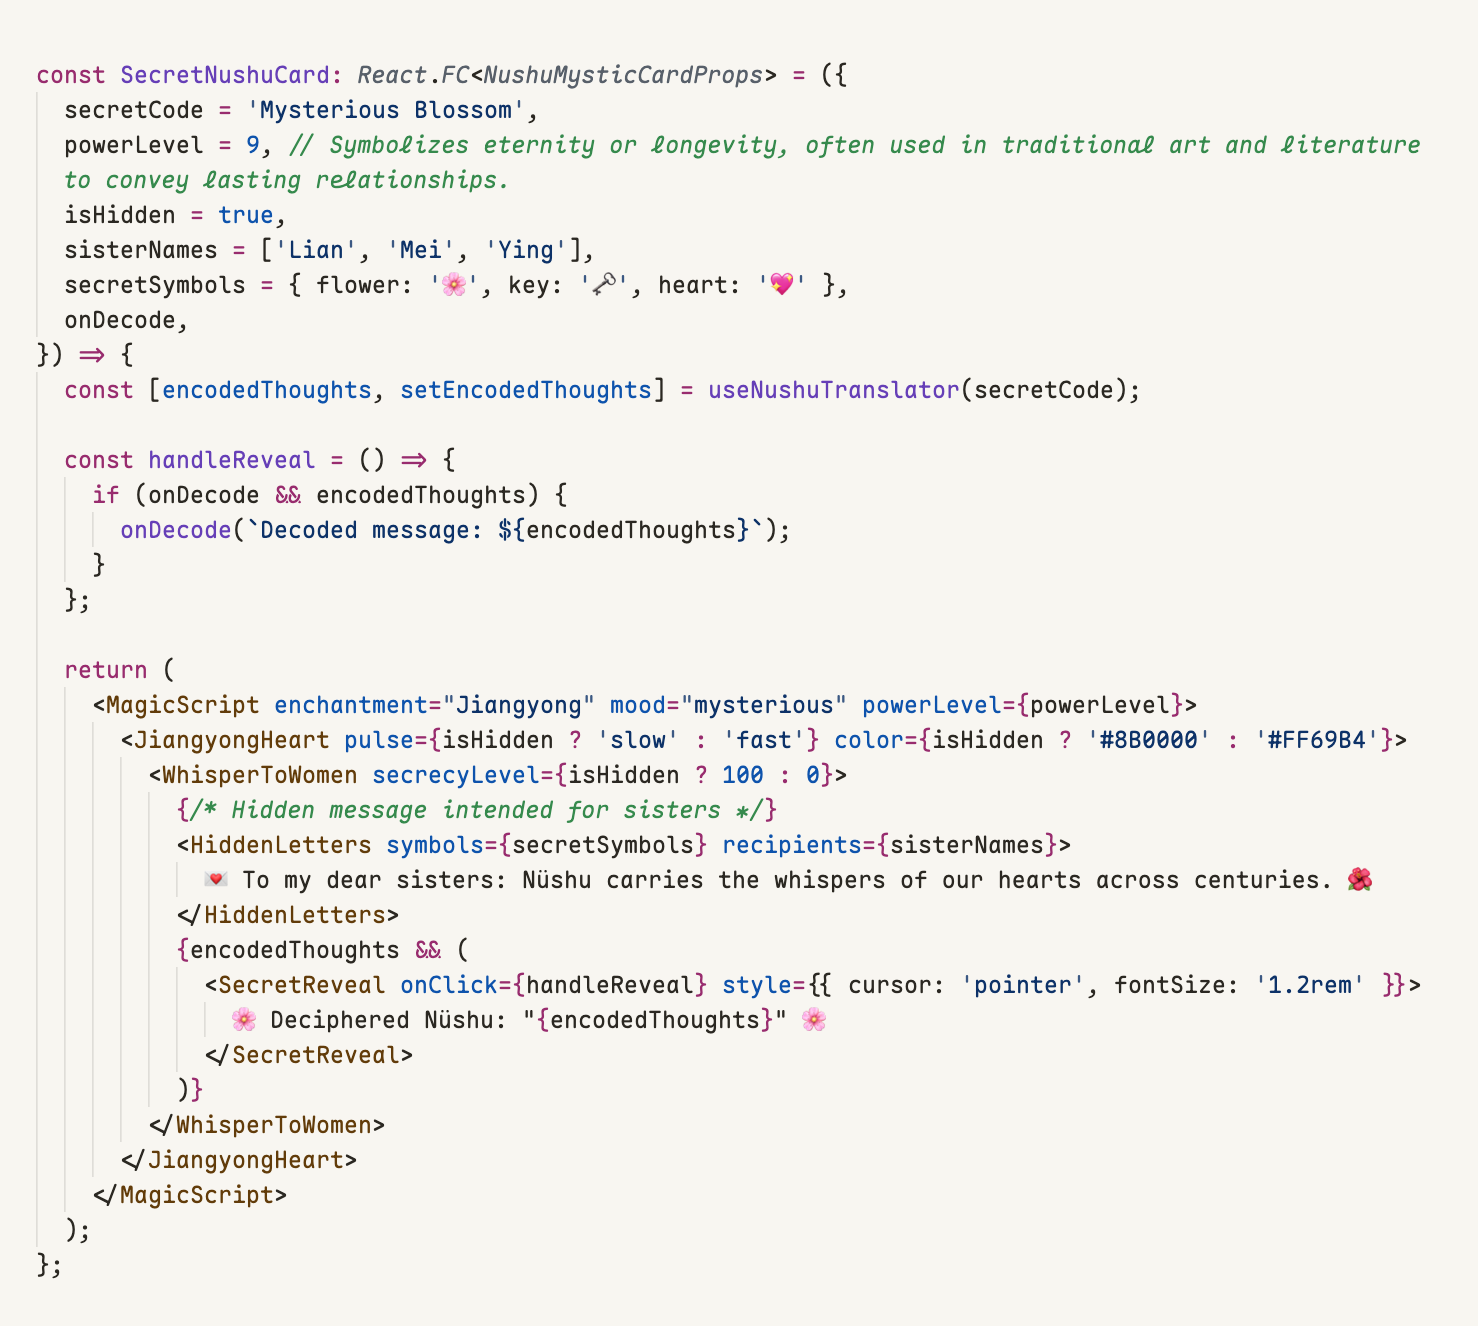 const SecretNushuCard: React.FC<NushuMysticCardProps> = ({
  secretCode = 'Mysterious Blossom',
  powerLevel = 9, // Symbolizes eternity or longevity, often used in traditional art and literature
  to convey lasting relationships.
  isHidden = true,
  sisterNames = ['Lian', 'Mei', 'Ying'],
  secretSymbols = { flower: '🌸', key: '🗝', heart: '💖' },
  onDecode,
}) => {
  const [encodedThoughts, setEncodedThoughts] = useNushuTranslator(secretCode);

  const handleReveal = () => {
    if (onDecode && encodedThoughts) {
      onDecode(`Decoded message: ${encodedThoughts}`);
    }
  };

  return (
    <MagicScript enchantment="Jiangyong" mood="mysterious" powerLevel={powerLevel}>
      <JiangyongHeart pulse={isHidden ? 'slow' : 'fast'} color={isHidden ? '#8B0000' : '#FF69B4'}>
        <WhisperToWomen secrecyLevel={isHidden ? 100 : 0}>
          {/* Hidden message intended for sisters */}
          <HiddenLetters symbols={secretSymbols} recipients={sisterNames}>
            💌 To my dear sisters: Nüshu carries the whispers of our hearts across centuries. 🌺
          </HiddenLetters>
          {encodedThoughts && (
            <SecretReveal onClick={handleReveal} style={{ cursor: 'pointer', fontSize: '1.2rem' }}>
              🌸 Deciphered Nüshu: "{encodedThoughts}" 🌸
            </SecretReveal>
          )}
        </WhisperToWomen>
      </JiangyongHeart>
    </MagicScript>
  );
};